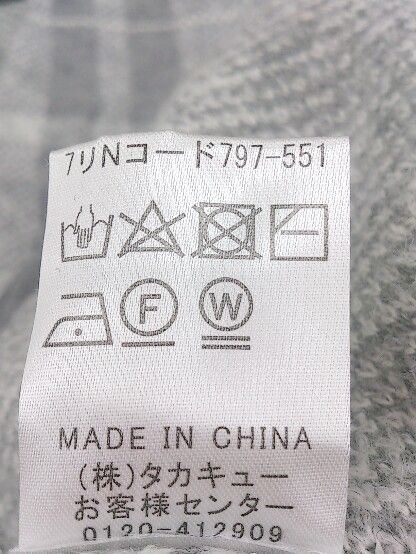 7リNコード797-551
F
W
MADE IN CHINA
(株)タカキュー
お客様センター
0120-412909